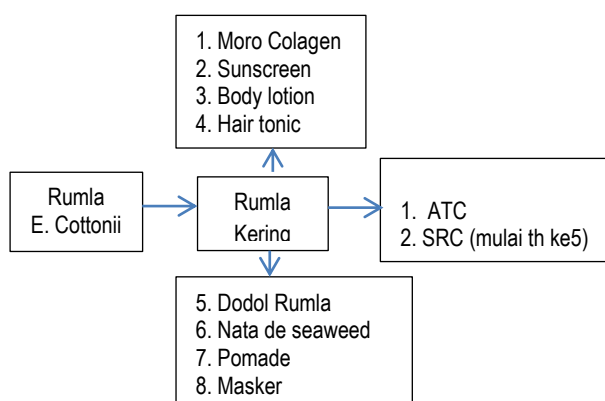 1. Moro Colagen
2. Sunscreen
3. Body lotion
4. Hair tonic
Rumla
E. Cottonii
Rumla
Kering
1. ATC
2. SRC (mulai th ke5)
5. Dodol Rumla
6. Nata de seaweed
7. Pomade
8. Masker